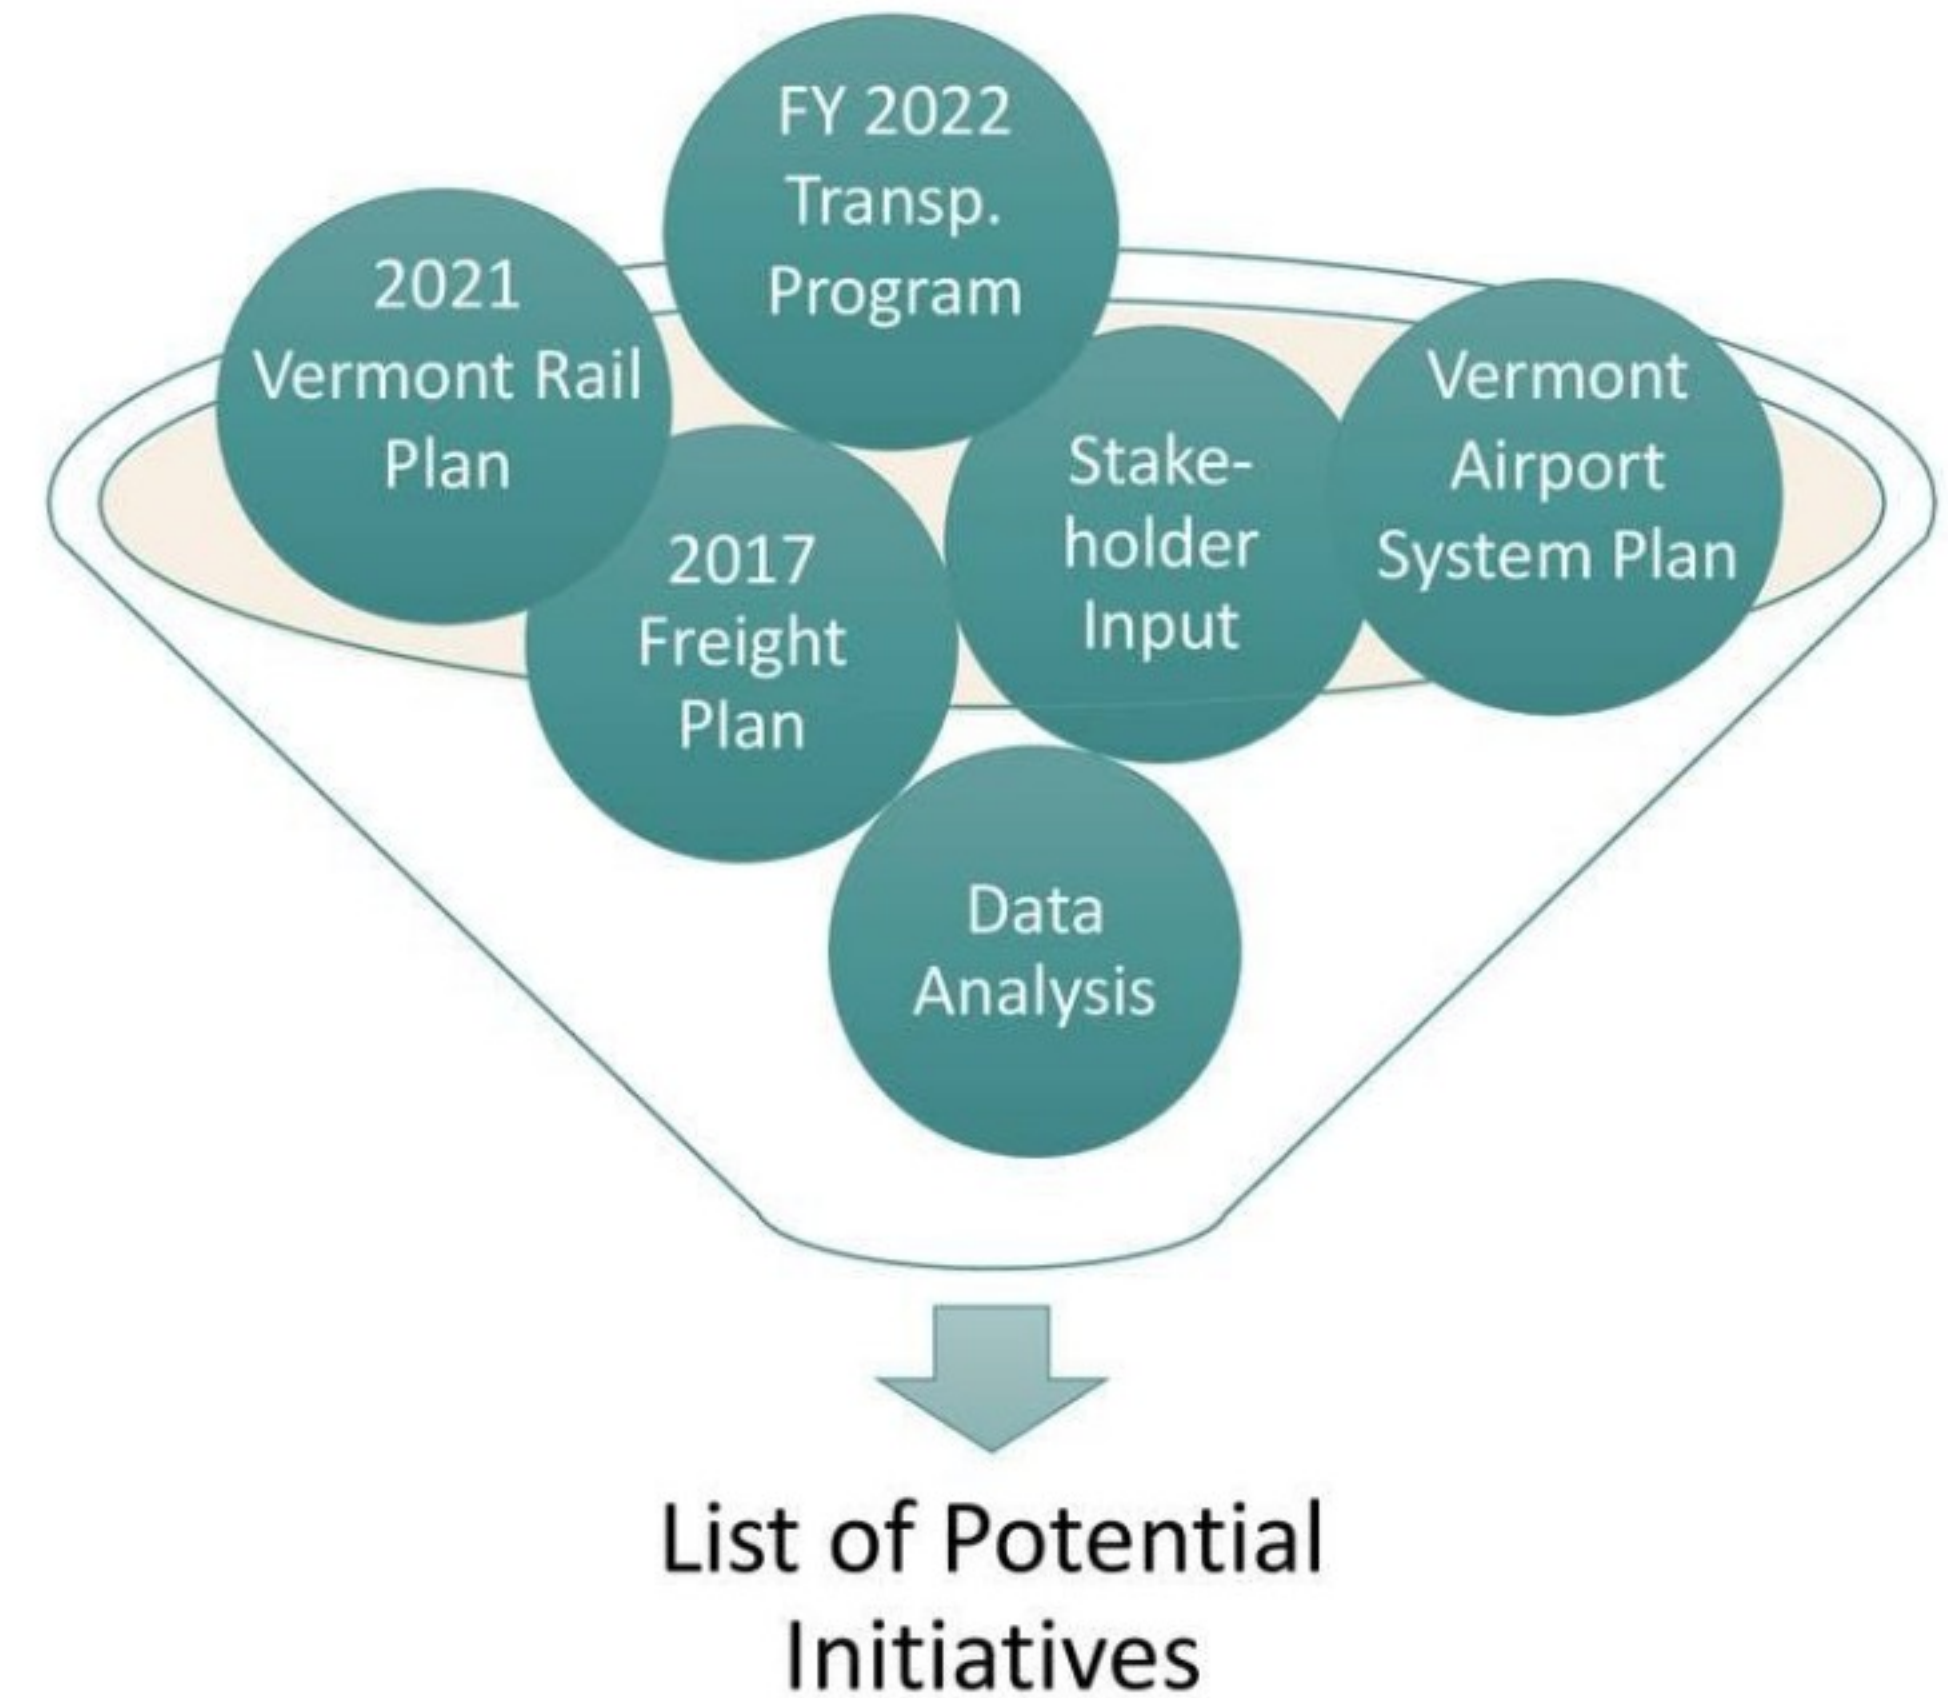 FY 2022
Transp.
Program
2021
Vermont Rail
Plan
2017
Freight
Plan
Stake-
holder
Input
Vermont
Airport
System Plan
Data
Analysis
List of Potential
Initiatives